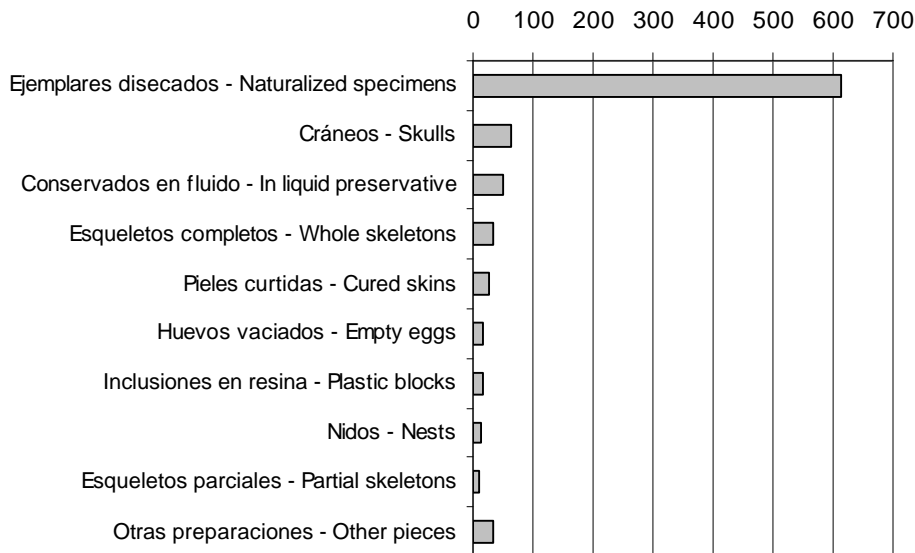 0 100 200 300 400 500 600 700
Ejemplares disecados - Naturalized specimens
Cráneos - Skulls
Conservados en fluido - In liquid preservative
Esqueletos completos - Whole skeletons
Pieles curtidas - Cured skins
Huevos vaciados - Empty eggs
Inclusiones en resina - Plastic blocks
Nidos - Nests
Esqueletos parciales - Partial skeletons
Otras preparaciones - Other pieces